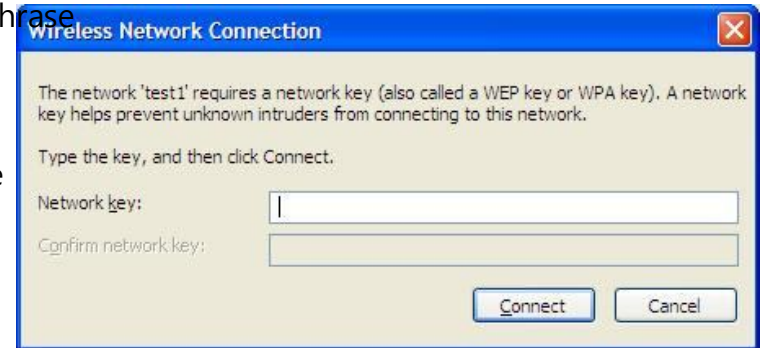 hrase
Wireless Network Connection
The network 'test1' requires a network key (also called a WEP key or WPA key). A network
key helps prevent unknown intruders from connecting to this network.
Type the key, and then click Connect.
e
Network key:
Confirm network key:
Connect Cancel